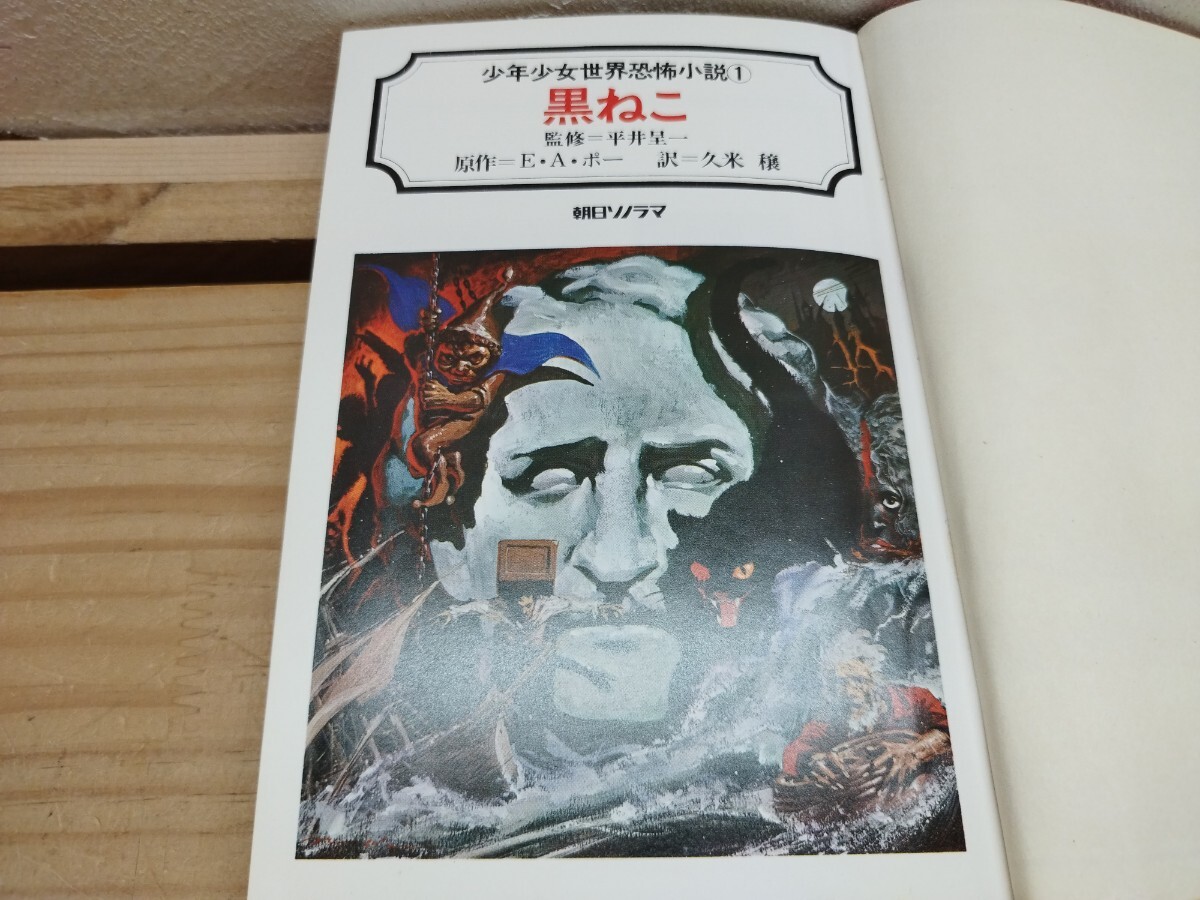 少年少女世界恐怖小説①
黒ねこ
監修=平井呈一
原作=E・A・ポー 訳=久米 穣
朝日ソノラマ